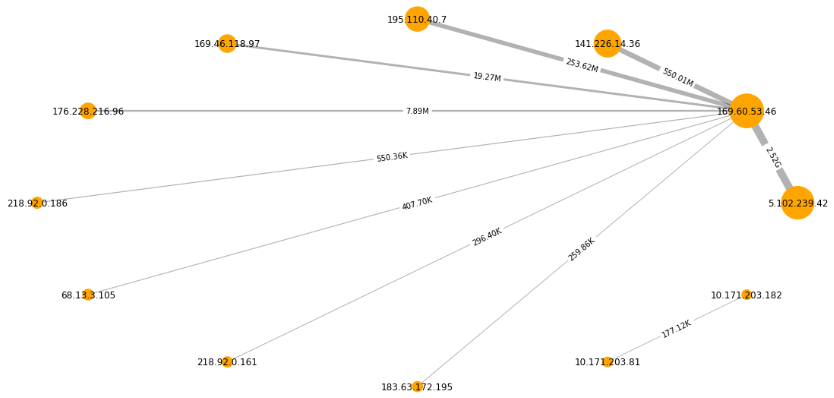 195.110.40.7
169.46.118.97
141.226.14.36
253.62M
550.01M
19.27M
176.228.216.96
7.89M
169.60.53.46
550.36K
2.52G
218.92.0.186
407.70K
5.102.239.42
296.40K
259.86K
68.13.3.105
10.171.203.182
177.12K
218.92.0.161
10.171.203.81
183.63.172.195